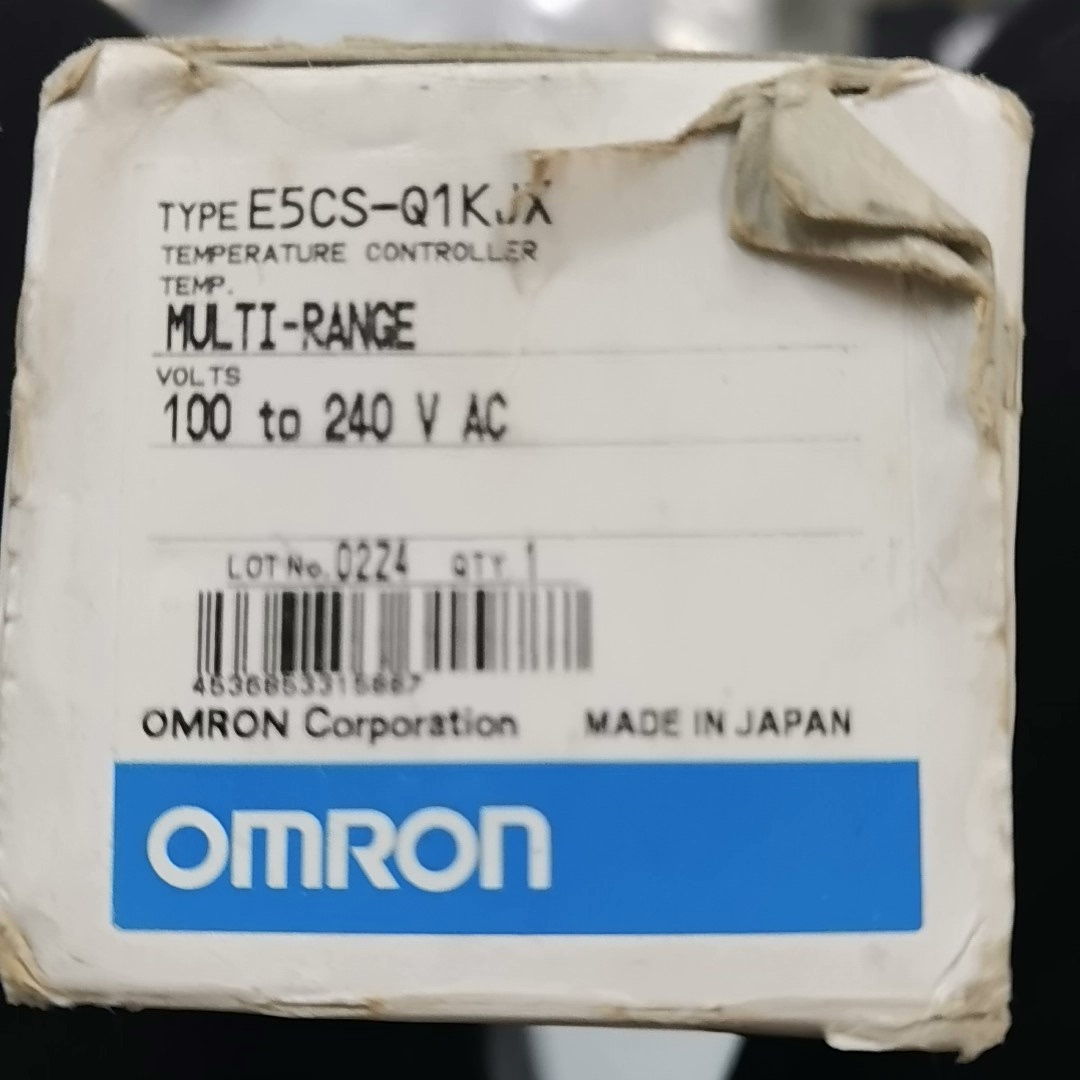 TYPE E5CS-Q1KJX
TEMPERATURE CONTROLLER
TEMP.
MULTI-RANGE
VOLTS
100 to 240 V AC
LOT No. 0224 QTY 1
OMRON Corporation MADE IN JAPAN
OMRON